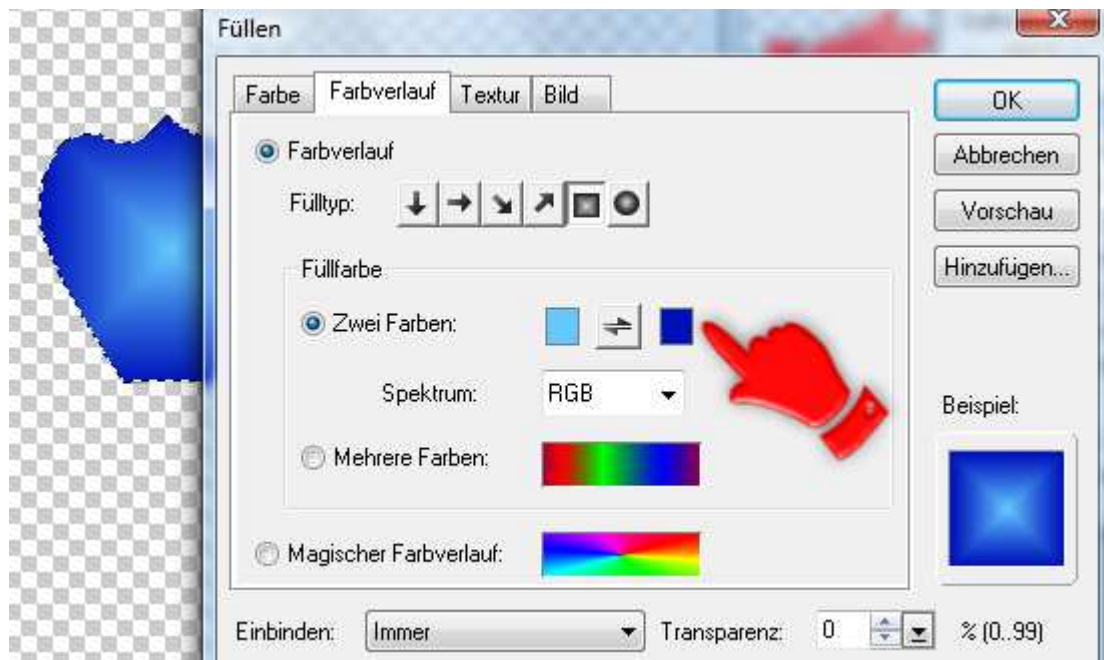 Füllen
Farbe Farbverlauf Textur Bild
OK
Farbverlauf
Abbrechen
Fülltyp:
Vorschau
Füllfarbe
Hinzufügen...
Zwei Farben:
Spektrum: RGB
Beispiel:
Mehrere Farben:
Magischer Farbverlauf:
Einbinden: Immer Transparenz: 0 % (0..99)